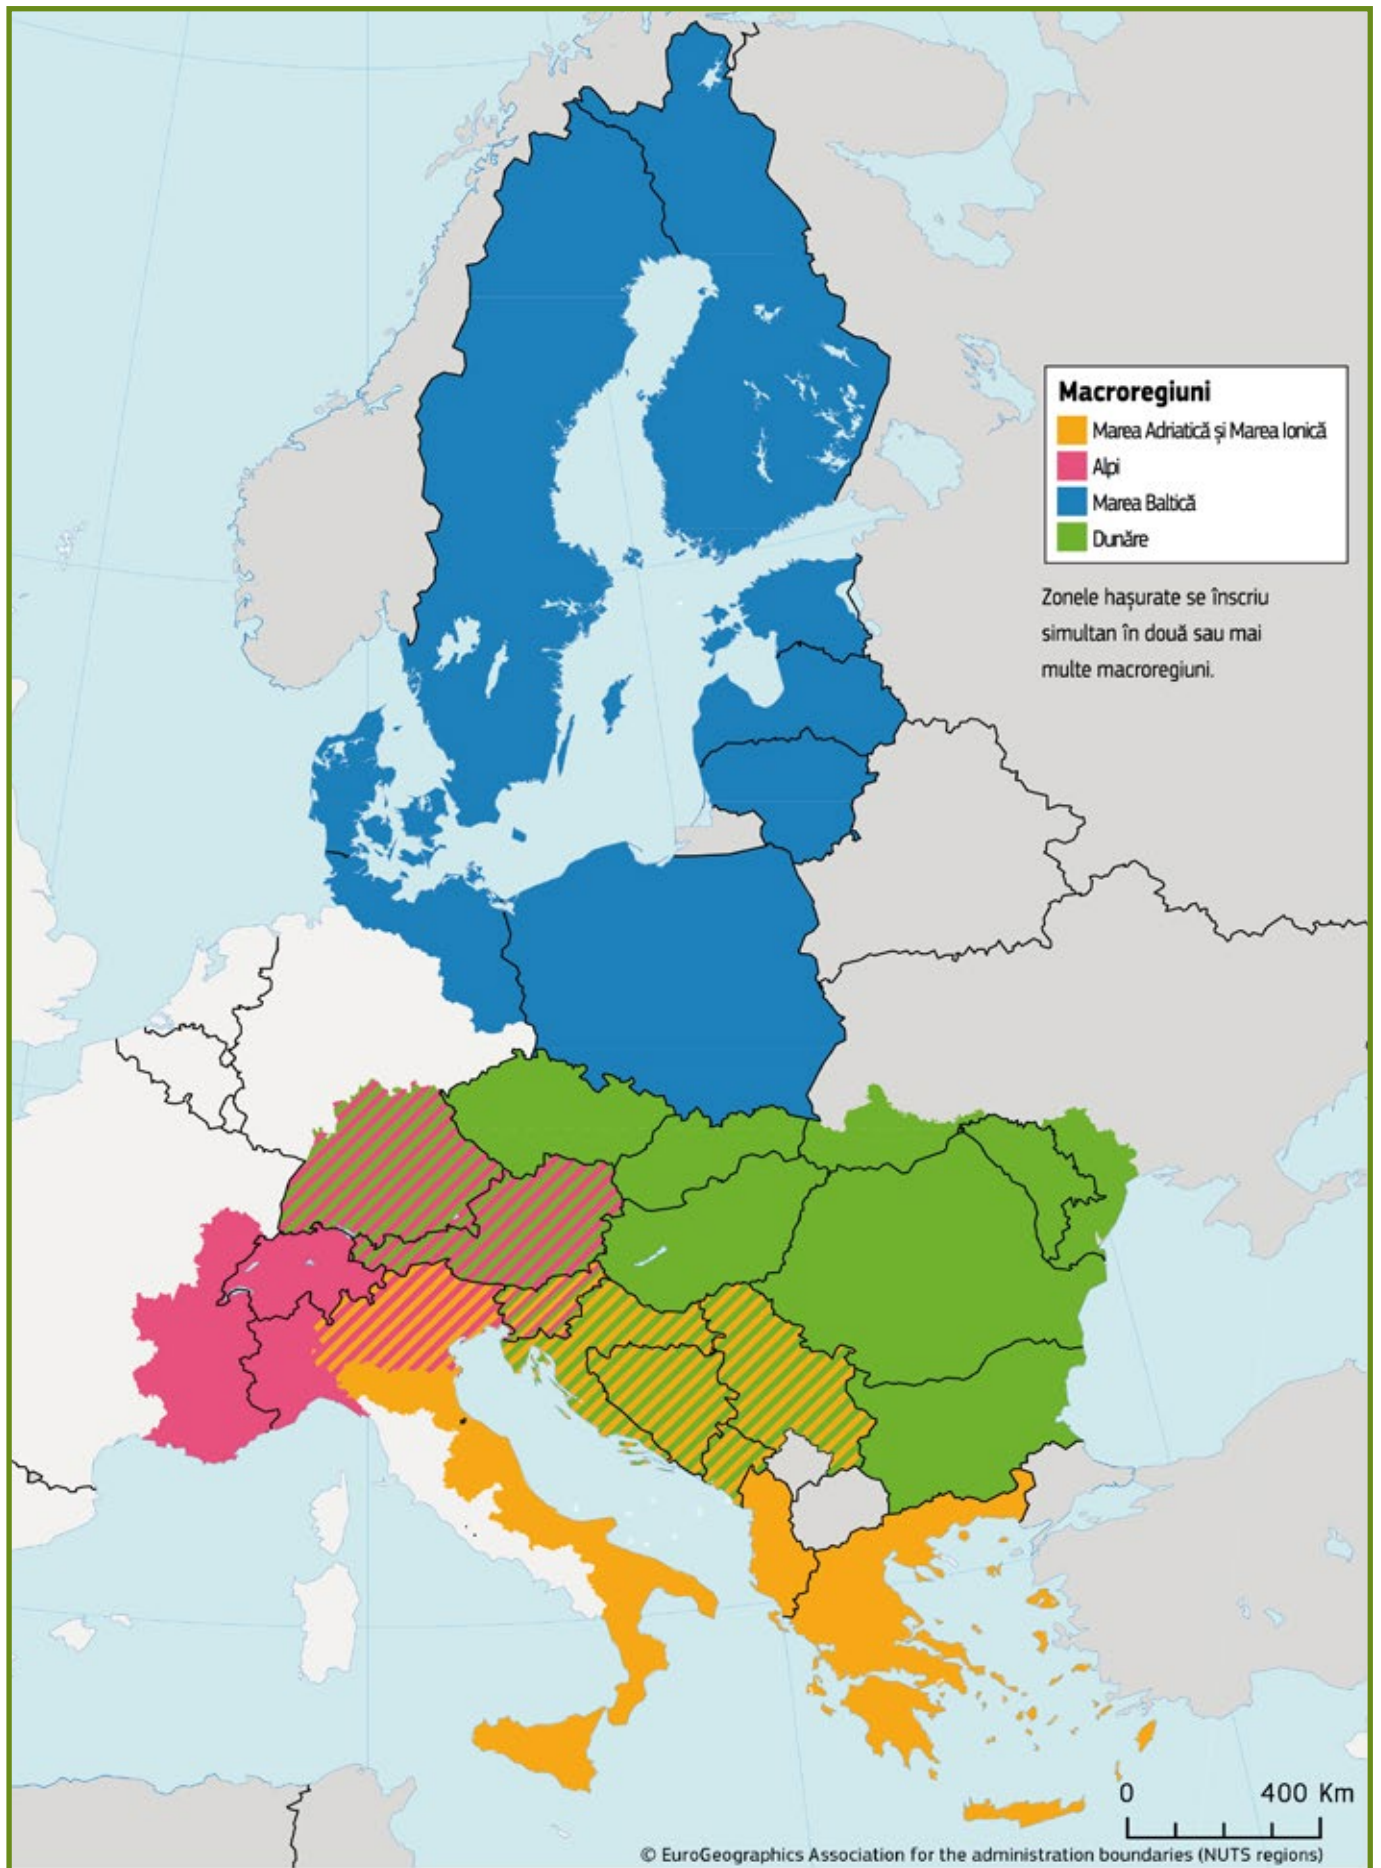 Macroregiuni
Marea Adriatică și Marea Ionică
Alpi
Marea Baltică
Dunăre
Zonele hașurate se înscriu
simultan în două sau mai
multe macroregiuni.
0 400 Km
© EuroGeographics Association for the administration boundaries (NUTS regions)